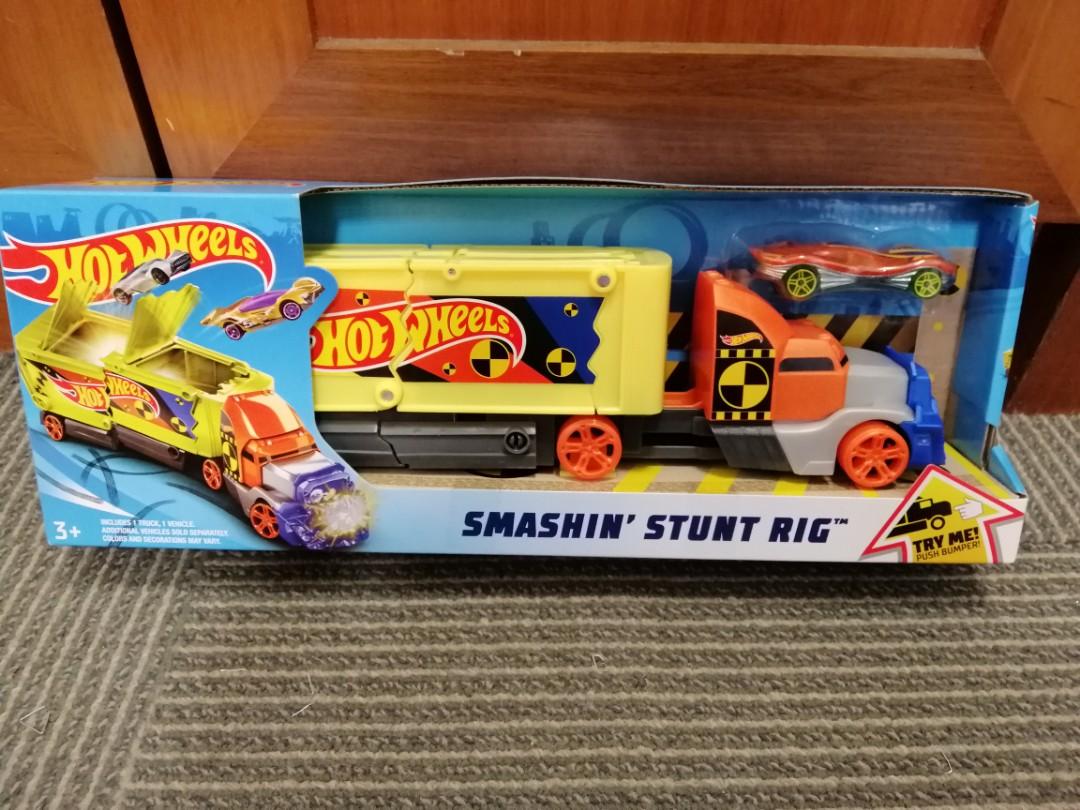 HOT WHEELS
HOT WHEELS
HOT WHEELS
3+
INCLUDES 1 TRUCK, 1 VEHICLE.
ADDITIONAL VEHICLES SOLD SEPARATELY.
COLORS AND DECORATIONS MAY VARY.
SMASHIN' STUNT RIG™
TRY ME!
PUSH BUMPER!